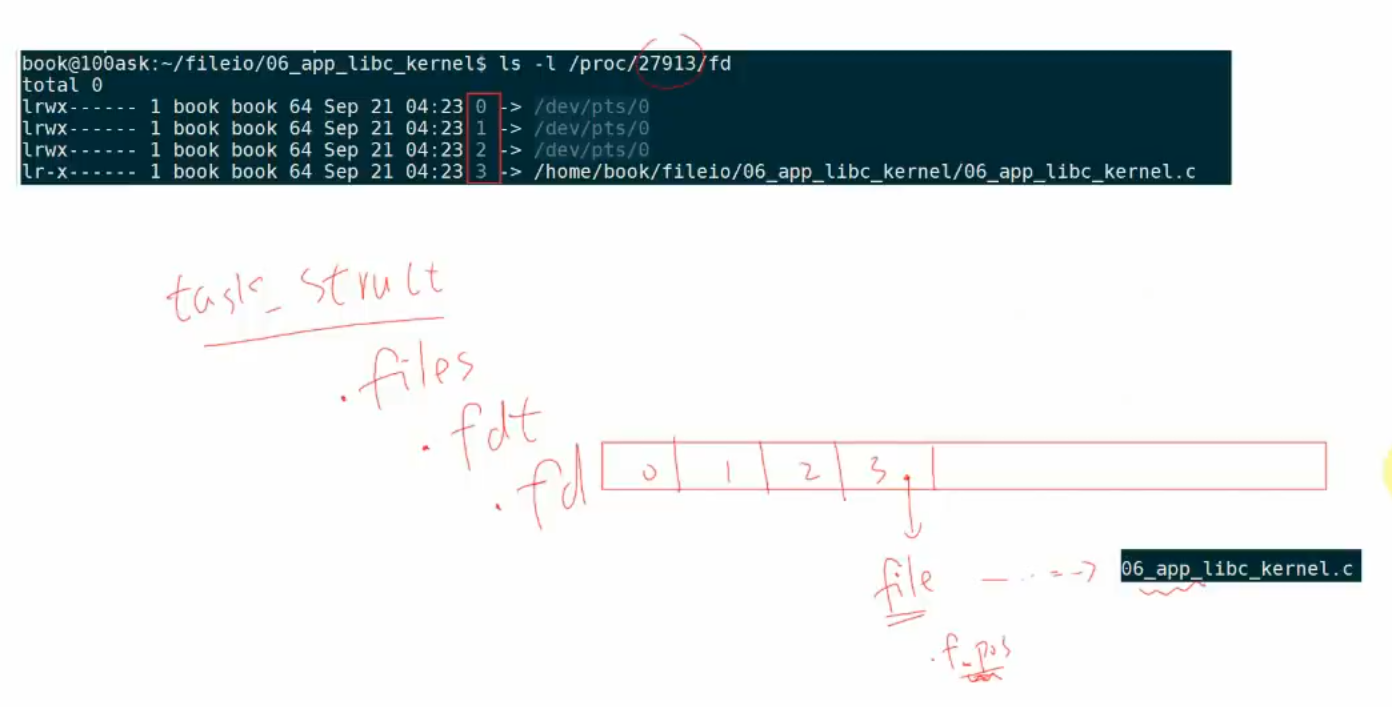 book@100ask:~/fileio/06_app_libc_kernel$ ls -l /proc/27913/fd
total 0
lrwx------ 1 book book 64 Sep 21 04:23 0 -> /dev/pts/0
lrwx------ 1 book book 64 Sep 21 04:23 1 -> /dev/pts/0
lrwx------ 1 book book 64 Sep 21 04:23 2 -> /dev/pts/0
lr-x------ 1 book book 64 Sep 21 04:23 3 -> /home/book/fileio/06_app_libc_kernel/06_app_libc_kernel.c
task_struct
.files
.fdt
.fd 0 1 2 3
file ----> 06_app_libc_kernel.c
.f_pos